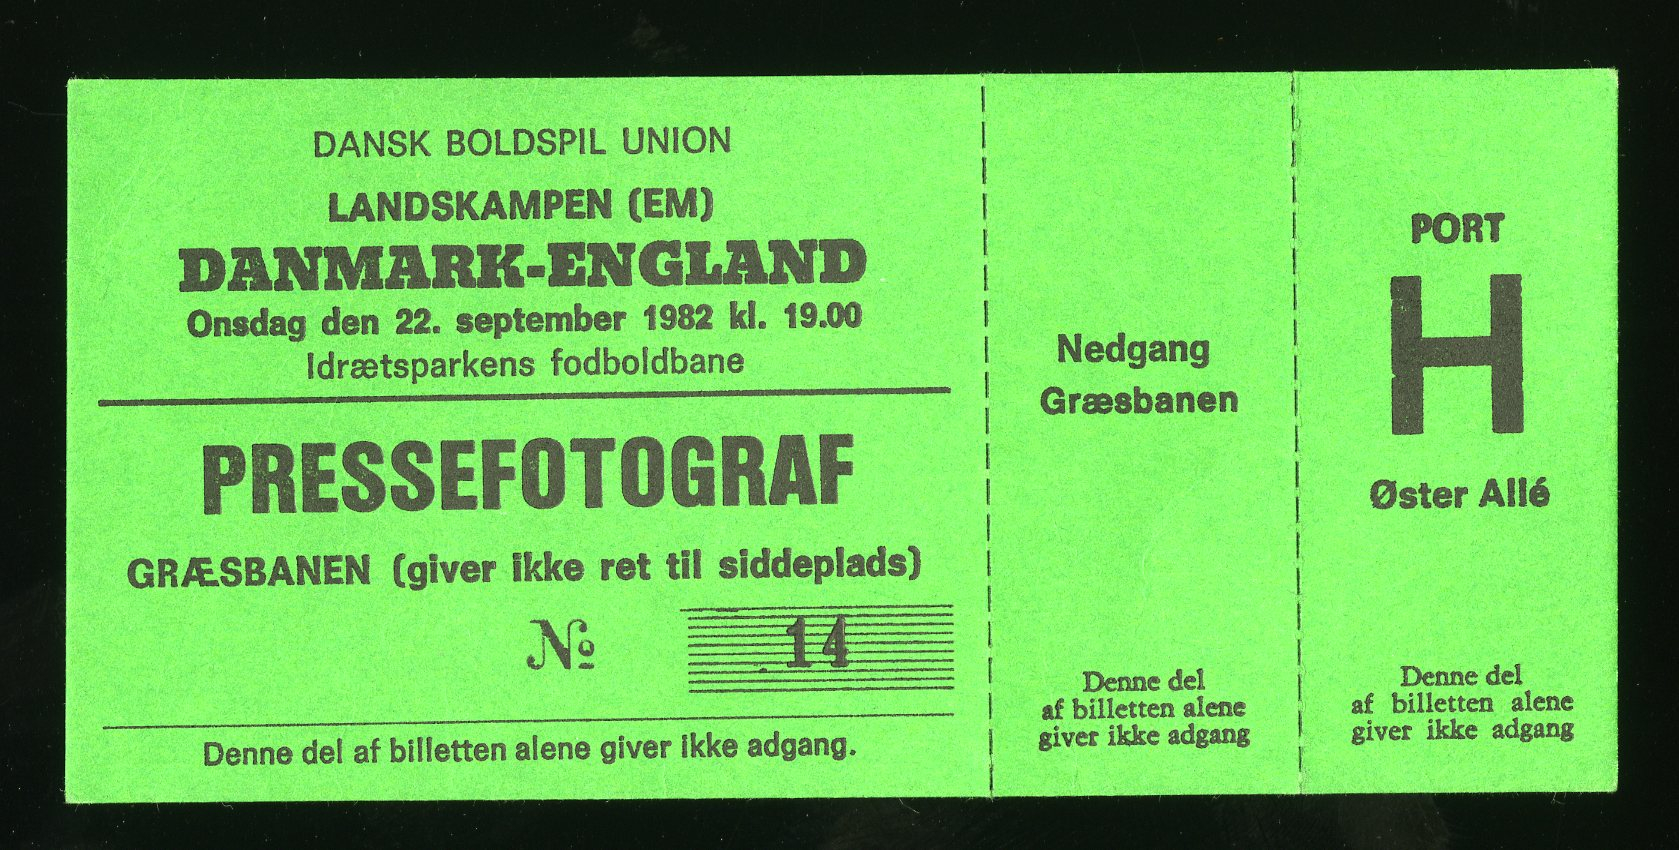 DANSK BOLDSPIL UNION
LANDSKAMPEN (EM)
DANMARK-ENGLAND
Onsdag den 22. september 1982 kl. 19.00
Idrætsparkens fodboldbane
PRESSEFOTOGRAF
GRÆSBANEN (giver ikke ret til siddeplads)
№ 14
Denne del af billetten alene giver ikke adgang.
Nedgang
Græsbanen
Denne del
af billetten alene
giver ikke adgang
PORT
H
Øster Allé
Denne del
af billetten alene
giver ikke adgang